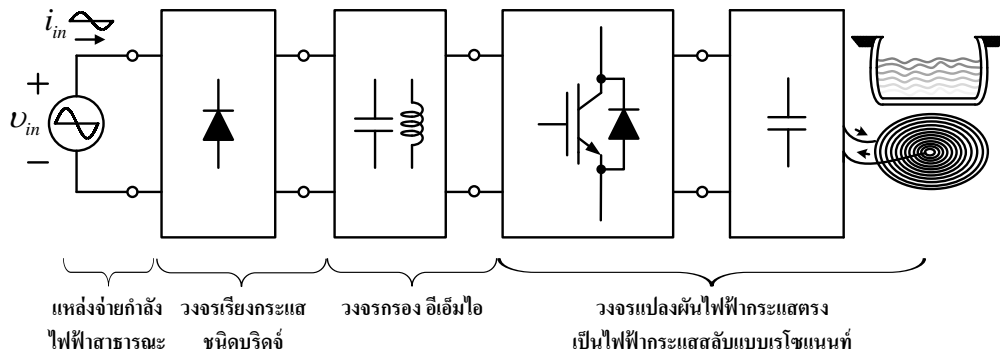 i_in
+
υ_in
−
แหล่งจ่ายกำลัง
ไฟฟ้าสาธารณะ
วงจรเรียงกระแส
ชนิดบริดจ์
วงจรกรอง อีเอ็มไอ
วงจรแปลงผันไฟฟ้ากระแสตรง
เป็นไฟฟ้ากระแสสลับแบบเรโซแนนท์